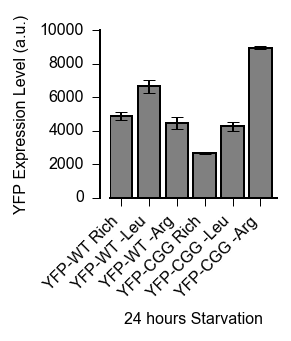 YFP Expression Level (a.u.)
10000
8000
6000
4000
2000
0
YFP-WT Rich
YFP-WT -Leu
YFP-WT -Arg
YFP-CGG Rich
YFP-CGG -Leu
YFP-CGG -Arg
24 hours Starvation